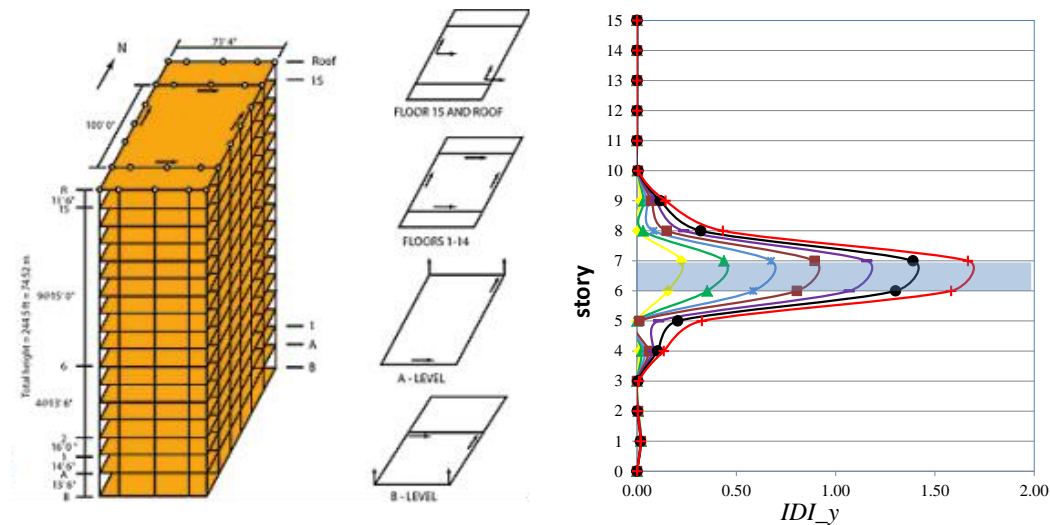 73'4"
N
Roof
15
100'0"
R
11'6"
15
9@15'0"
Total height = 244.5 ft = 74.52 m
1
A
B
6
4@13'6"
2
16'0"
1
14'6"
A
13'6"
B
FLOOR 15 AND ROOF
FLOORS 1-14
A - LEVEL
B - LEVEL
15
14
13
12
11
10
9
8
7
6
5
4
3
2
1
0
story
0.00
0.50
1.00
1.50
2.00
IDI_y